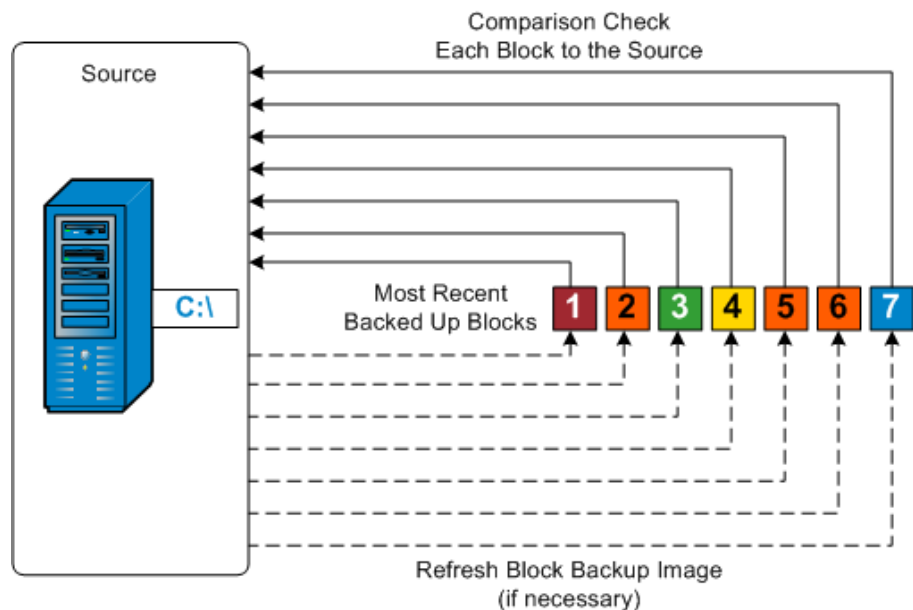 Comparison Check
Each Block to the Source
Source
C:\
Most Recent
Backed Up Blocks
1 2 3 4 5 6 7
Refresh Block Backup Image
(if necessary)